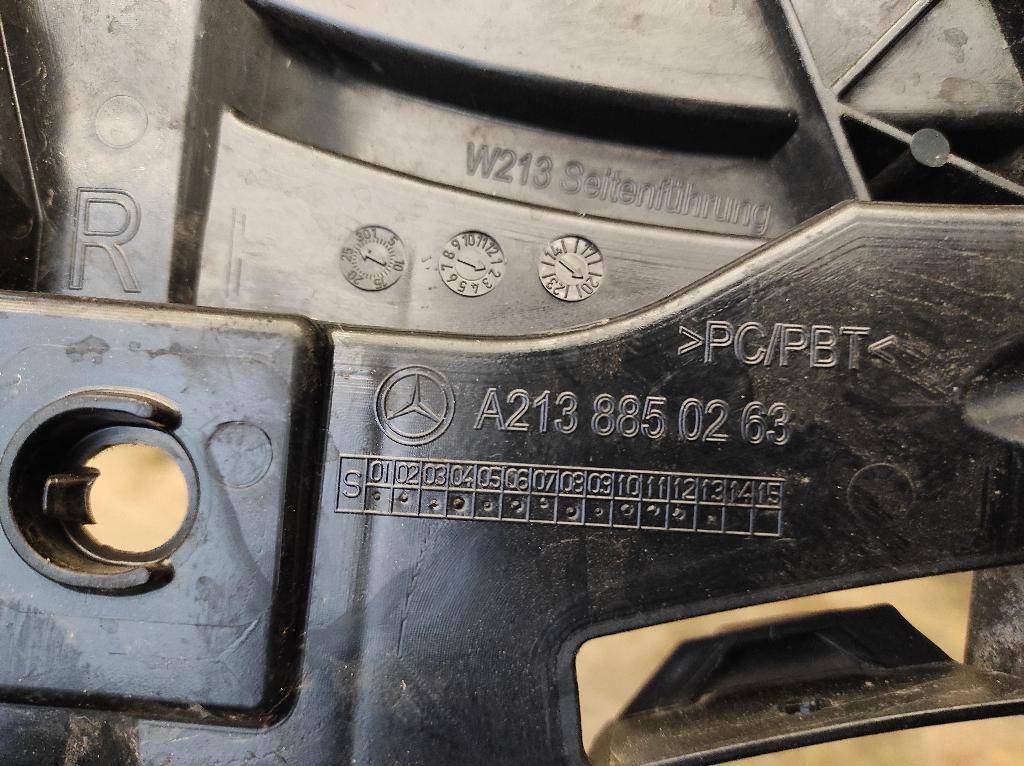 W213 Seitenführung
R
>PC/PBT<
A213 885 02 63
S 01 02 03 04 05 06 07 08 09 10 11 12 13 14 15